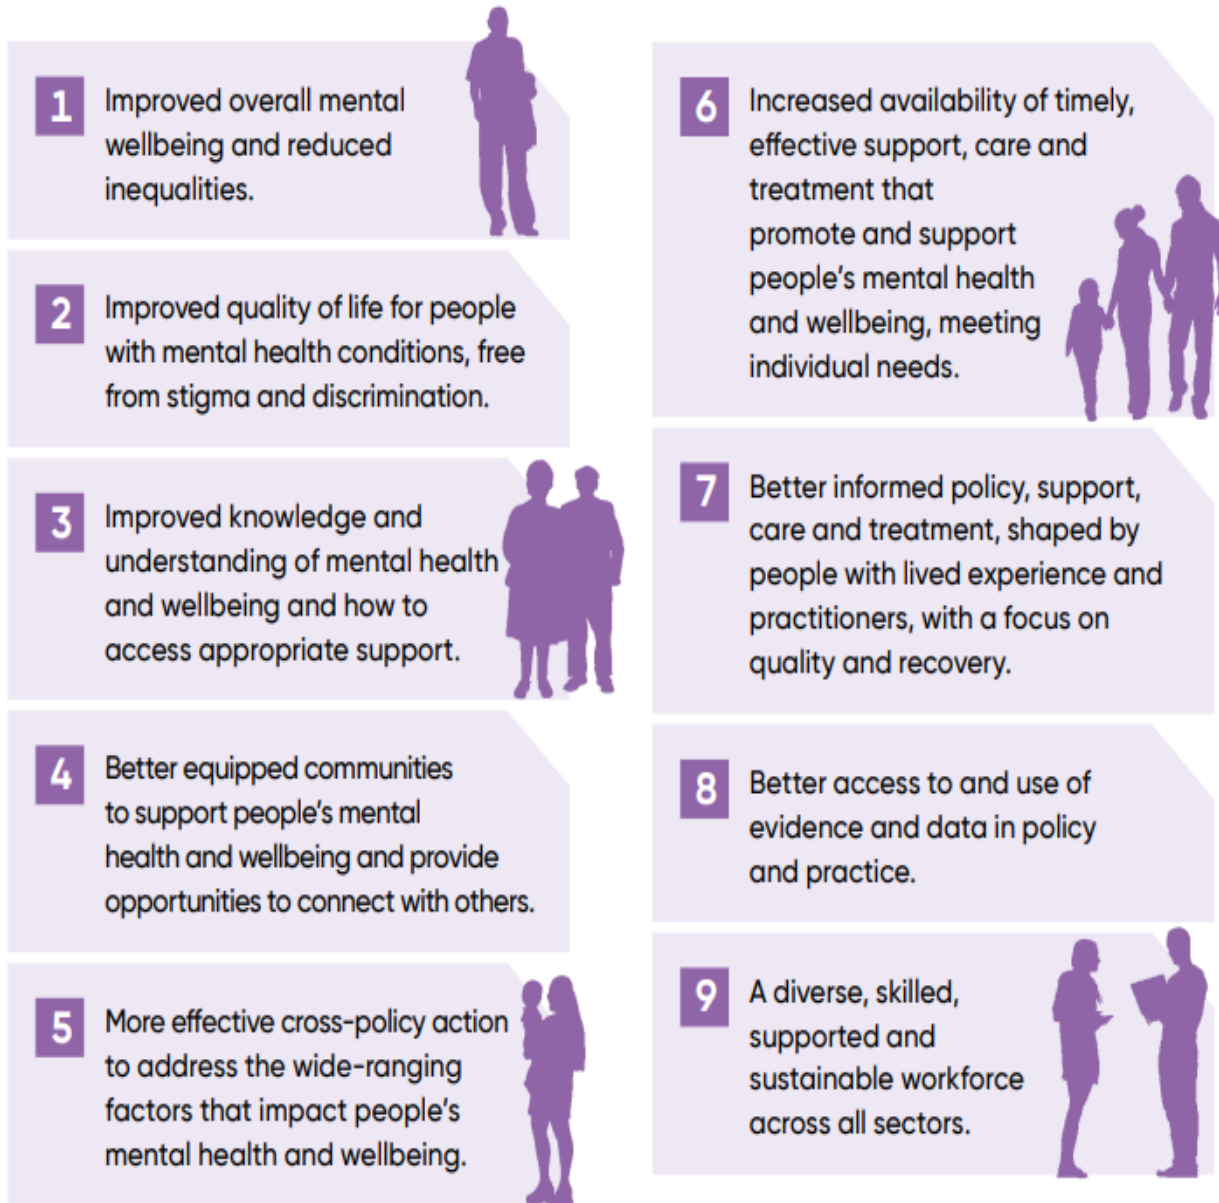 1
Improved overall mental
wellbeing and reduced
inequalities.
2
Improved quality of life for people
with mental health conditions, free
from stigma and discrimination.
3
Improved knowledge and
understanding of mental health
and wellbeing and how to
access appropriate support.
4
Better equipped communities
to support people’s mental
health and wellbeing and provide
opportunities to connect with others.
5
More effective cross-policy action
to address the wide-ranging
factors that impact people’s
mental health and wellbeing.
6
Increased availability of timely,
effective support, care and
treatment that
promote and support
people’s mental health
and wellbeing, meeting
individual needs.
7
Better informed policy, support,
care and treatment, shaped by
people with lived experience and
practitioners, with a focus on
quality and recovery.
8
Better access to and use of
evidence and data in policy
and practice.
9
A diverse, skilled,
supported and
sustainable workforce
across all sectors.